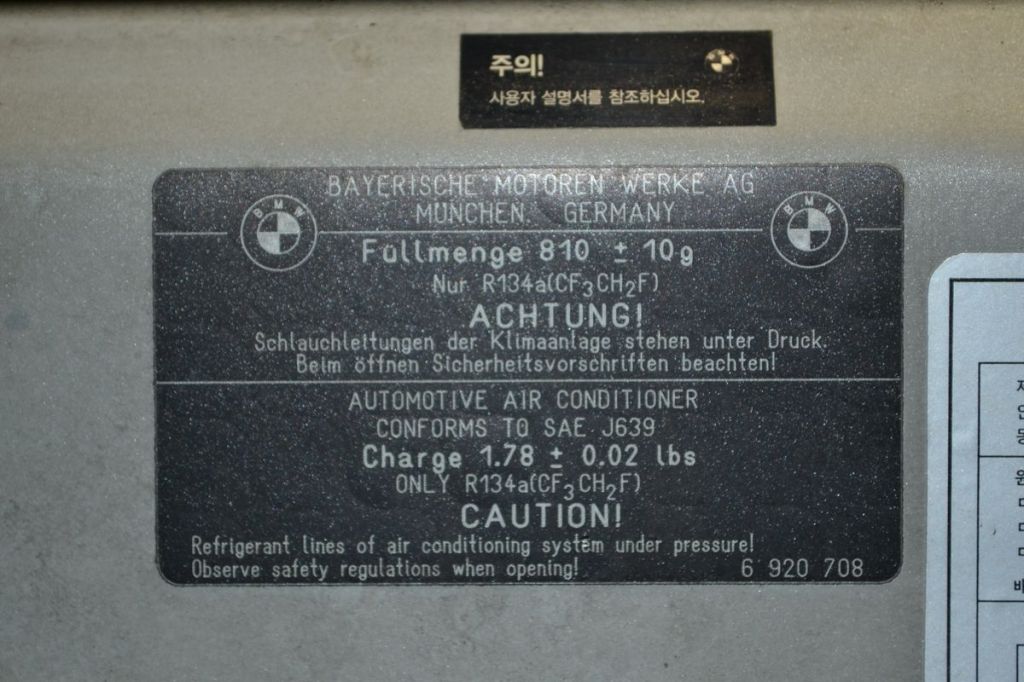 주의!
사용자 설명서를 참조하십시오.
BAYERISCHE MOTOREN WERKE AG
MÜNCHEN, GERMANY
BMW
BMW
Füllmenge 810 ± 10g
Nur R134a(CF₃CH₂F)
ACHTUNG!
Schlauchleitungen der Klimaanlage stehen unter Druck.
Beim öffnen Sicherheitsvorschriften beachten!
AUTOMOTIVE AIR CONDITIONER
CONFORMS TO SAE J639
Charge 1.78 ± 0.02 lbs
ONLY R134a(CF₃CH₂F)
CAUTION!
Refrigerant lines of air conditioning system under pressure!
Observe safety regulations when opening!
6 920 708